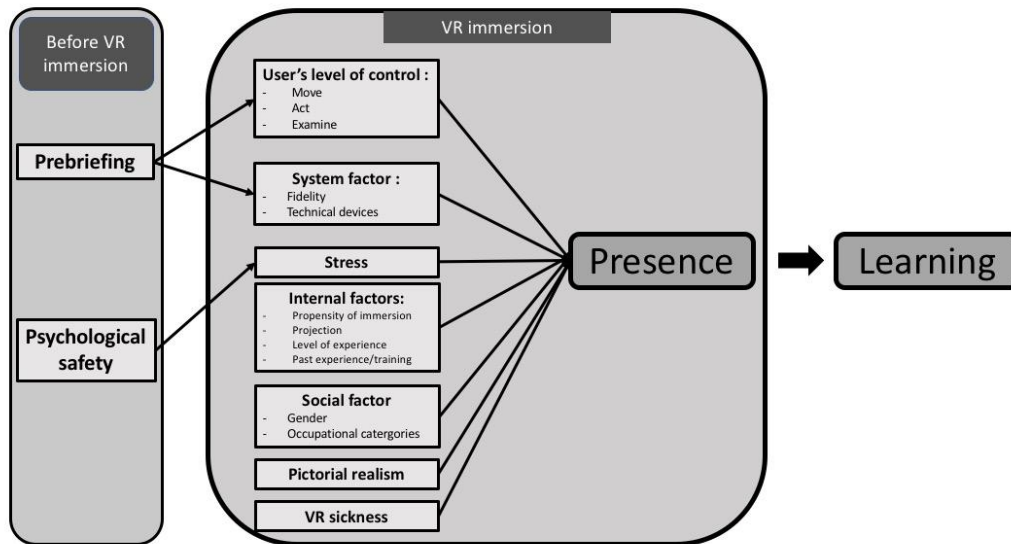 Before VR
immersion
Prebriefing
Psychological
safety
VR immersion
User's level of control :
- Move
- Act
- Examine
System factor :
- Fidelity
- Technical devices
Stress
Internal factors:
- Propensity of immersion
- Projection
- Level of experience
- Past experience/training
Social factor
- Gender
- Occupational catergories
Pictorial realism
VR sickness
Presence
Learning